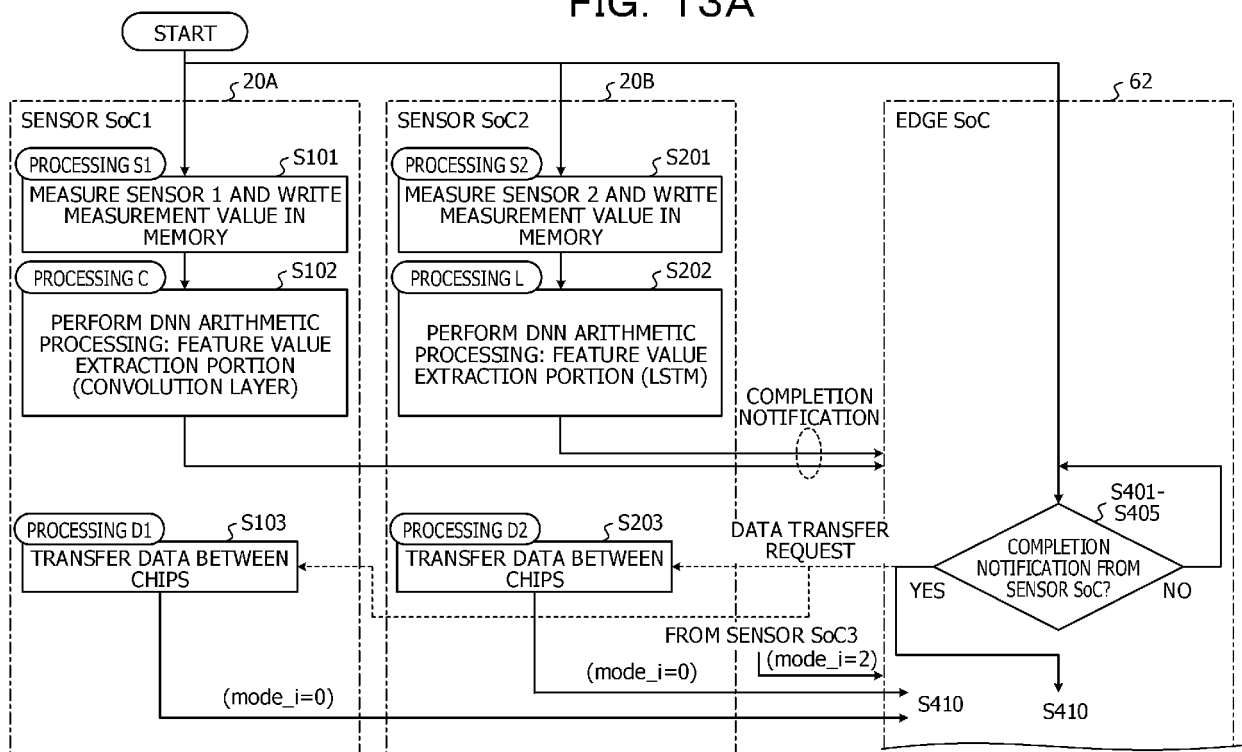 FIG. 13A
START
20A
20B
62
SENSOR SoC1
SENSOR SoC2
EDGE SoC
PROCESSING S1
S101
MEASURE SENSOR 1 AND WRITE
MEASUREMENT VALUE IN
MEMORY
PROCESSING S2
S201
MEASURE SENSOR 2 AND WRITE
MEASUREMENT VALUE IN
MEMORY
PROCESSING C
S102
PERFORM DNN ARITHMETIC
PROCESSING: FEATURE VALUE
EXTRACTION PORTION
(CONVOLUTION LAYER)
PROCESSING L
S202
PERFORM DNN ARITHMETIC
PROCESSING: FEATURE VALUE
EXTRACTION PORTION (LSTM)
COMPLETION
NOTIFICATION
PROCESSING D1
S103
TRANSFER DATA BETWEEN
CHIPS
PROCESSING D2
S203
TRANSFER DATA BETWEEN
CHIPS
DATA TRANSFER
REQUEST
S401-
S405
COMPLETION
NOTIFICATION FROM
SENSOR SoC?
YES
NO
FROM SENSOR SoC3
(mode_i=2)
(mode_i=0)
(mode_i=0)
S410
S410